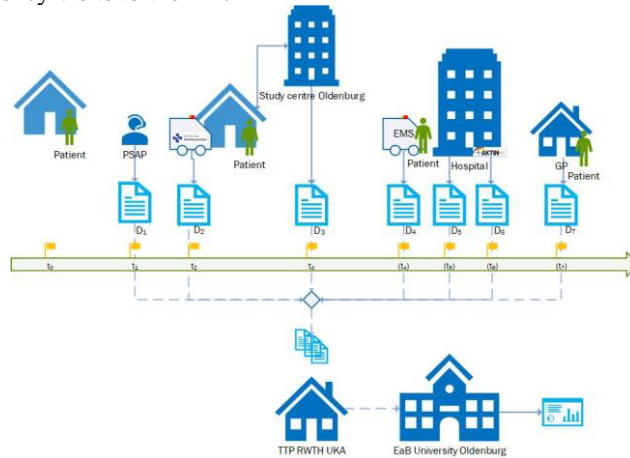 Study centre Oldenburg
EMS
Patient
PSAP
Patient
Patient
Hospital
AKTIN
GP
Patient
D₁
D₂
D₃
D₄
D₅
D₆
D₇
t₀
t₁
t₂
t₃
(t₄)
(t₅)
(t₆)
(t₇)
TTP RWTH UKA
EaB University Oldenburg